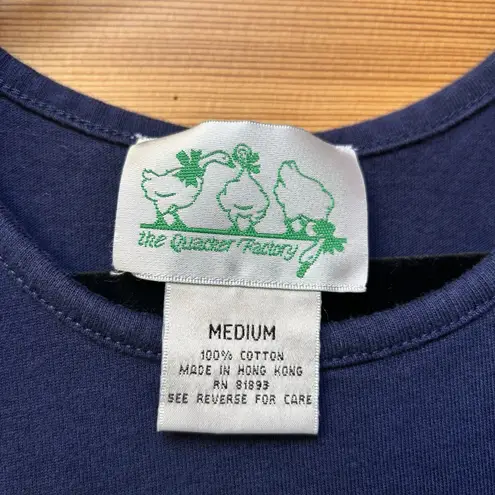 the Quacker Factory
MEDIUM
100% COTTON
MADE IN HONG KONG
RN 81893
SEE REVERSE FOR CARE